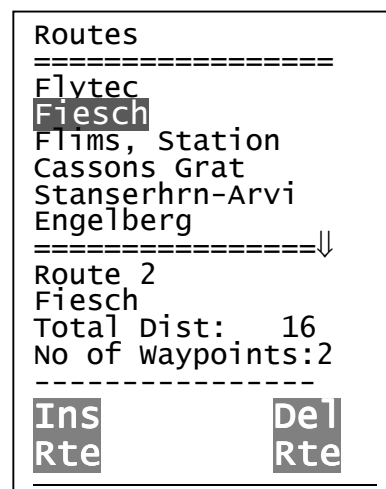 Routes
=================
Flytec
Fiesch
Flims, Station
Cassons Grat
Stanserhrn-Arvi
Engelberg
================⇓
Route 2
Fiesch
Total Dist: 16
No of Waypoints:2
----------------
Ins Del
Rte Rte